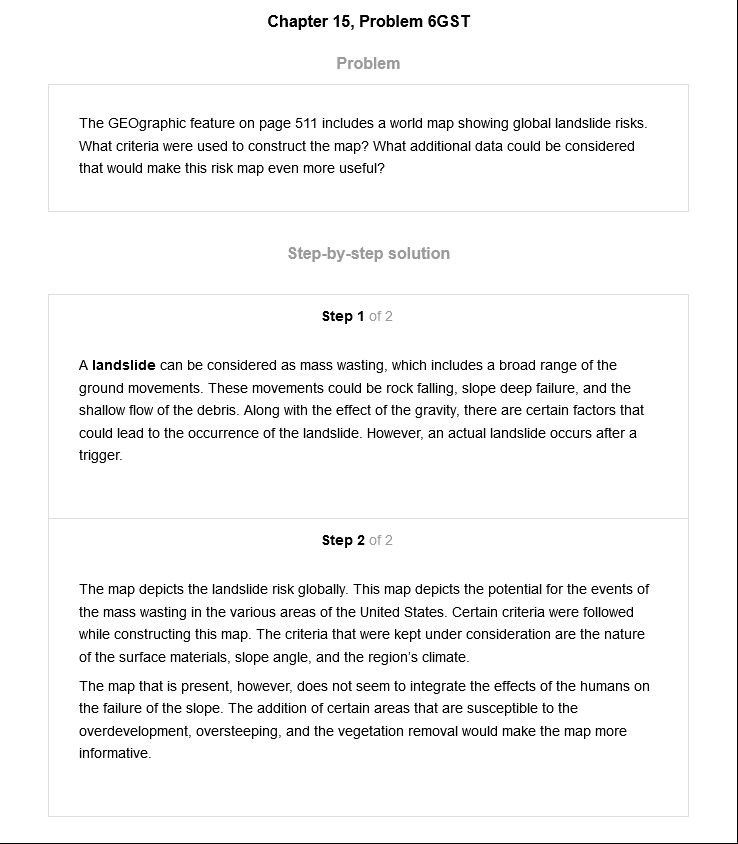 Chapter 15, Problem 6GST
Problem
The GEOgraphic feature on page 511 includes a world map showing global landslide risks.
What criteria were used to construct the map? What additional data could be considered
that would make this risk map even more useful?
Step-by-step solution
Step 1 of 2
A landslide can be considered as mass wasting, which includes a broad range of the
ground movements. These movements could be rock falling, slope deep failure, and the
shallow flow of the debris. Along with the effect of the gravity, there are certain factors that
could lead to the occurrence of the landslide. However, an actual landslide occurs after a
trigger.
Step 2 of 2
The map depicts the landslide risk globally. This map depicts the potential for the events of
the mass wasting in the various areas of the United States. Certain criteria were followed
while constructing this map. The criteria that were kept under consideration are the nature
of the surface materials, slope angle, and the region's climate.
The map that is present, however, does not seem to integrate the effects of the humans on
the failure of the slope. The addition of certain areas that are susceptible to the
overdevelopment, oversteeping, and the vegetation removal would make the map more
informative.